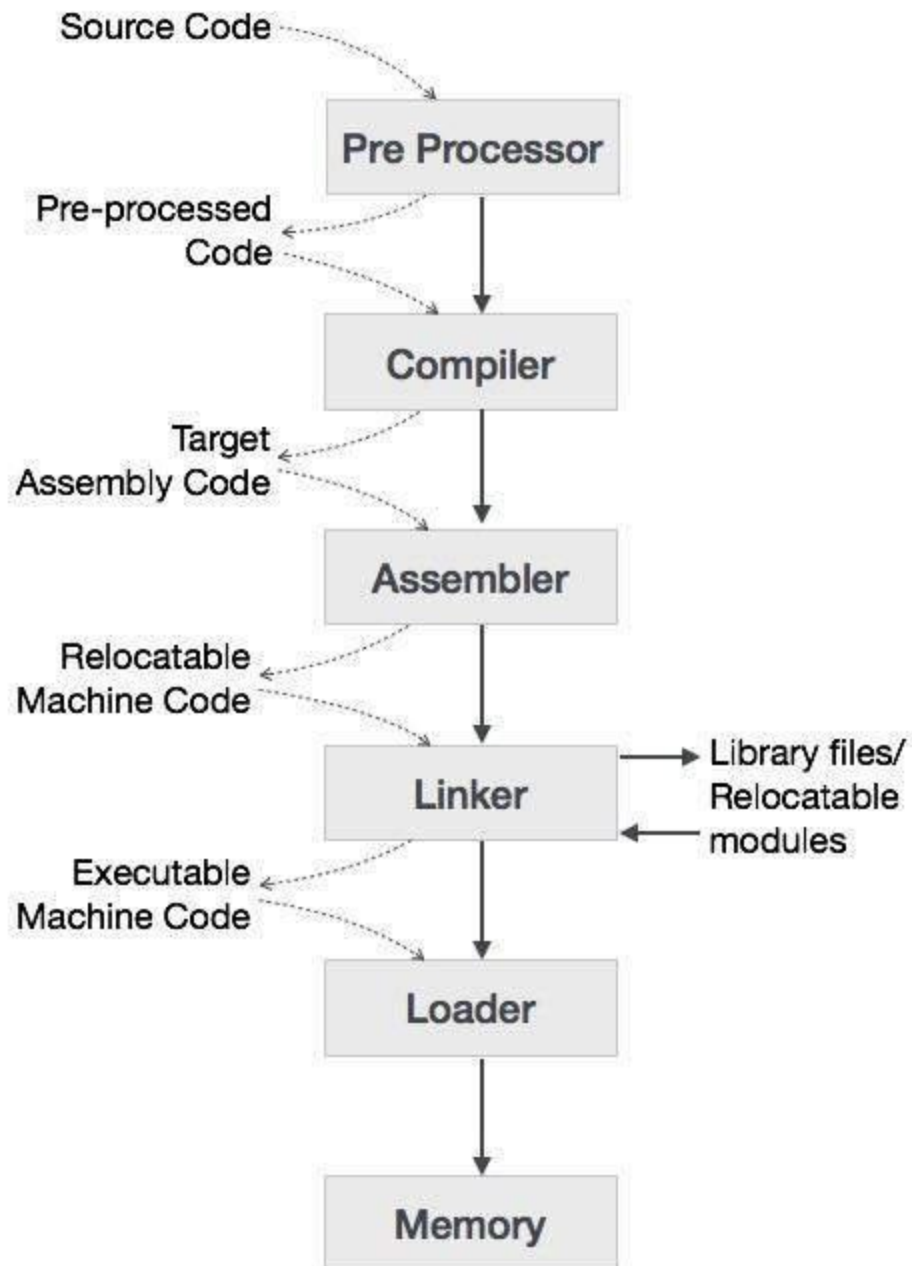 Source Code
Pre Processor
Pre-processed
Code
Compiler
Target
Assembly Code
Assembler
Relocatable
Machine Code
Linker
Library files/
Relocatable
modules
Executable
Machine Code
Loader
Memory